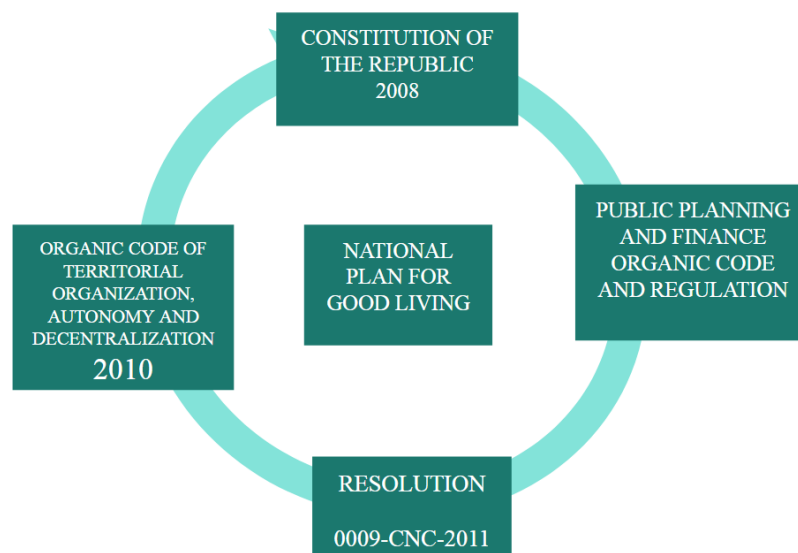 CONSTITUTION OF
THE REPUBLIC
2008
PUBLIC PLANNING
AND FINANCE
ORGANIC CODE
AND REGULATION
ORGANIC CODE OF
TERRITORIAL
ORGANIZATION,
AUTONOMY AND
DECENTRALIZATION
2010
NATIONAL
PLAN FOR
GOOD LIVING
RESOLUTION
0009-CNC-2011